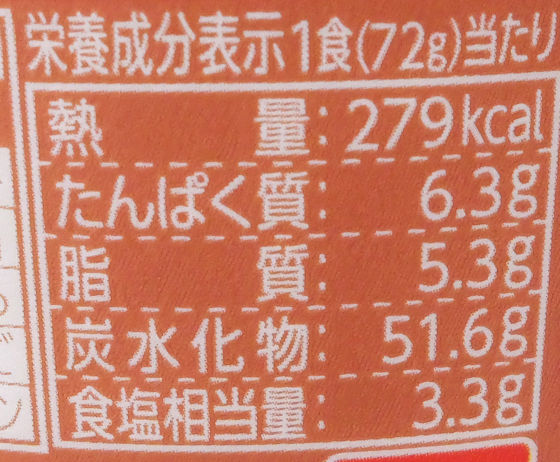 栄養成分表示1食(72g)当たり
熱量:279kcal
たんぱく質:6.3g
脂質:5.3g
炭水化物:51.6g
食塩相当量:3.3g